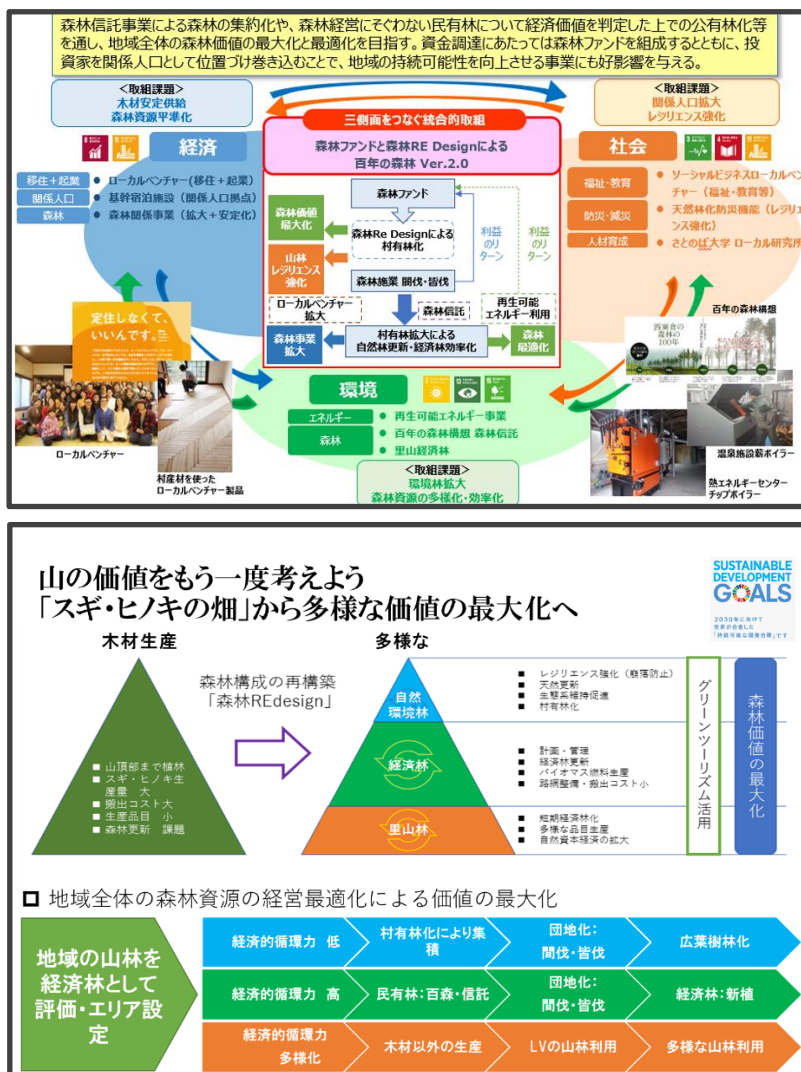 森林信託事業による森林の集約化や、森林経営にそぐわない民有林について経済価値を判定した上での公有林化等
を通し、地域全体の森林価値の最大化と最適化を目指す。資金調達にあたっては森林ファンドを組成するとともに、投
資家を関係人口として位置づけ巻き込むことで、地域の持続可能性を向上させる事業にも好影響を与える。
<取組課題>
木材安定供給
森林資源平準化
<取組課題>
関係人口拡大
レジリエンス強化
三側面をつなぐ統合的取組
森林ファンドと森林RE Designによる
百年の森林 Ver.2.0
経済
移住+起業
● ローカルベンチャー(移住+起業)
関係人口
● 基幹宿泊施設(関係人口拠点)
森林
● 森林関係事業(拡大+安定化)
社会
福祉・教育
● ソーシャルビジネスローカルベン
チャー(福祉・教育等)
防災・減災
● 天然林化防災機能(レジリエ
ンス強化)
人材育成
● さとのば大学 ローカル研究所
森林ファンド
森林価値
最大化
森林Re Designによる
村有林化
利益
のリ
ターン
利益
のリ
ターン
山林
レジリエンス
強化
森林施業 間伐・皆伐
ローカルベンチャー
拡大
森林信託
再生可能
エネルギー利用
森林事業
拡大
村有林拡大による
自然林更新・経済林効率化
森林
最適化
定住しなくて、
いいんです。
ローカルベンチャー
村産材を使った
ローカルベンチャー製品
環境
エネルギー
● 再生可能エネルギー事業
森林
● 百年の森林構想 森林信託
● 里山経済林
<取組課題>
環境林拡大
森林資源の多様化・効率化
百年の森林構想
西粟倉の
森林の
100年
温泉施設薪ボイラー
熱エネルギーセンター
チップボイラー
山の価値をもう一度考えよう
「スギ・ヒノキの畑」から多様な価値の最大化へ
SUSTAINABLE
DEVELOPMENT
GOALS
2030年に向けて
世界が合意した
「持続可能な開発目標」です
木材生産
多様な
森林構成の再構築
「森林REdesign」
■ 山頂部まで植林
■ スギ・ヒノキ生
産量 大
■ 搬出コスト大
■ 生産品目 小
■ 森林更新 課題
自然
環境林
経済林
里山林
■ レジリエンス強化(崩落防止)
■ 天然更新
■ 生態系維持促進
■ 村有林化
■ 計画・管理
■ 経済林更新
■ バイオマス燃料生産
■ 路網整備・搬出コスト小
■ 短期経済林化
■ 多様な品目生産
■ 自然資本経済の拡大
グリーンツーリズム活用
森林価値の最大化
地域全体の森林資源の経営最適化による価値の最大化
地域の山林を
経済林として
評価・エリア設
定
経済的循環力 低
村有林化により集
積
団地化:
間伐・皆伐
広葉樹林化
経済的循環力 高
民有林:百森・信託
団地化:
間伐・皆伐
経済林:新植
経済的循環力
多様化
木材以外の生産
LVの山林利用
多様な山林利用